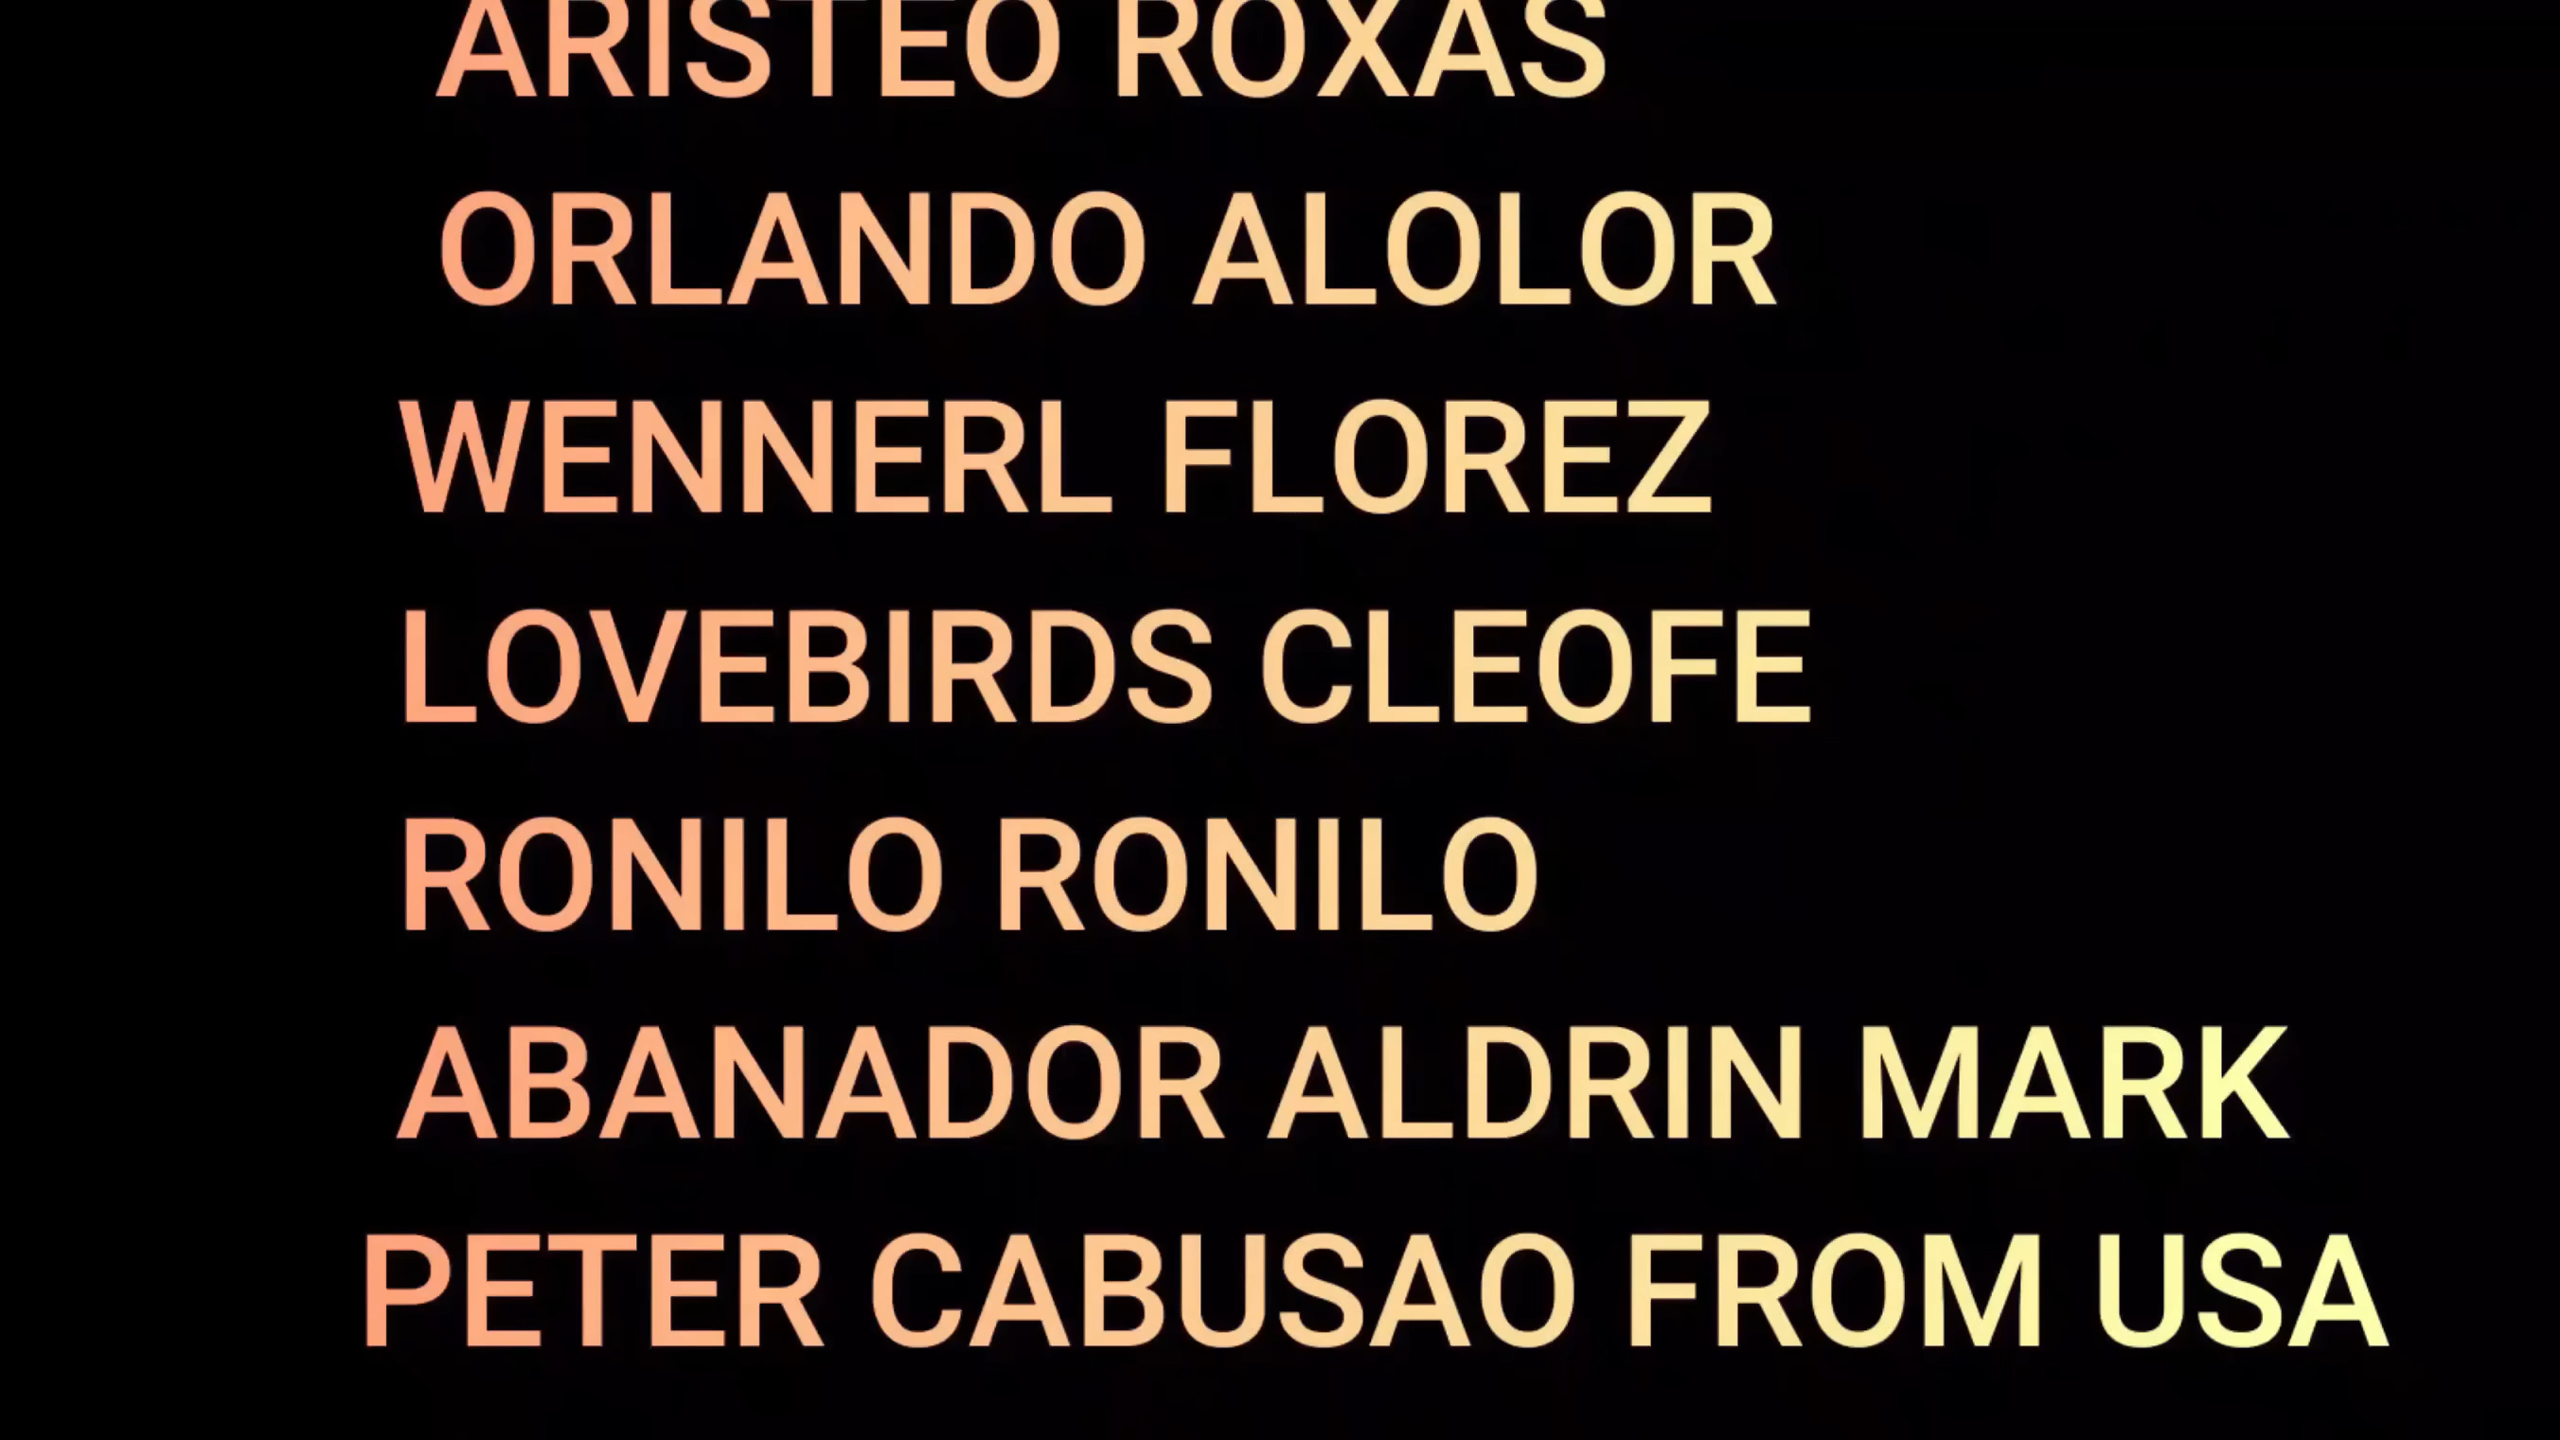 ARISTEO ROXAS
ORLANDO ALOLOR
WENNERL FLOREZ
LOVEBIRDS CLEOFE
RONILO RONILO
ABANADOR ALDRIN MARK
PETER CABUSAO FROM USA